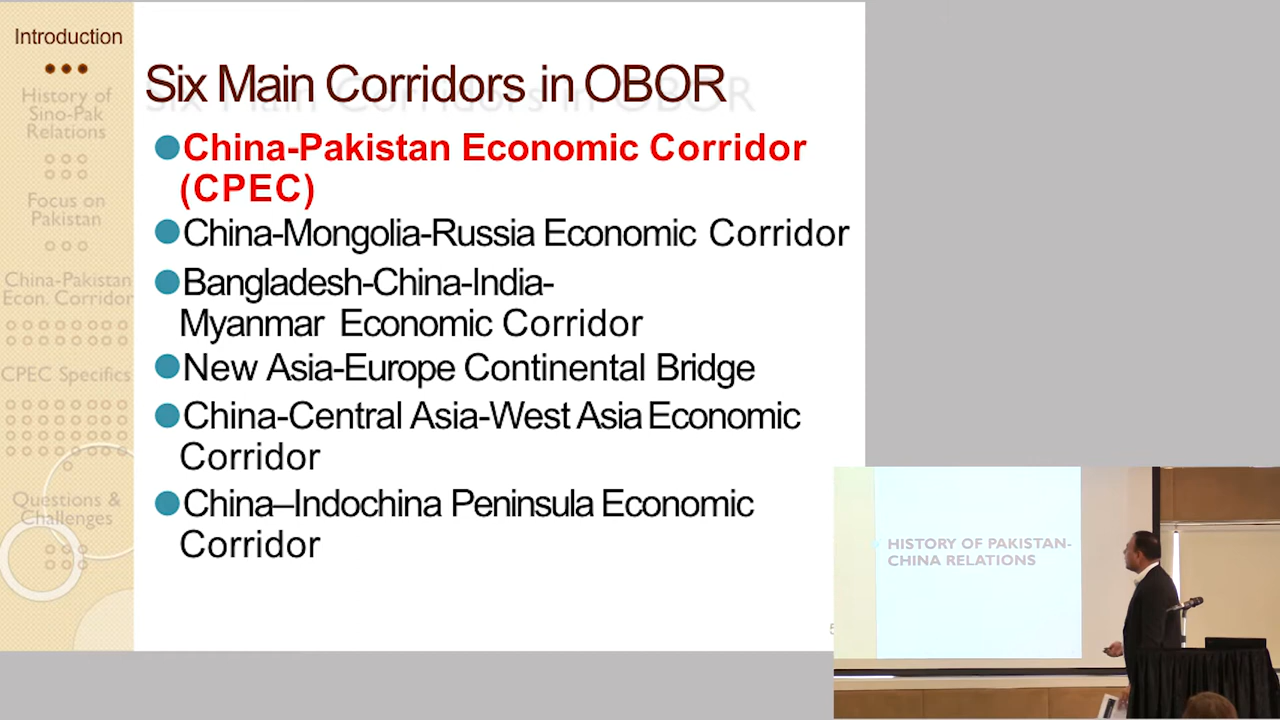 Introduction
History of
Sino-Pak
Relations
Focus on
Pakistan
China-Pakistan
Econ. Corridor
CPEC Specifics
Questions &
Challenges
Six Main Corridors in OBOR
China-Pakistan Economic Corridor
(CPEC)
China-Mongolia-Russia Economic Corridor
Bangladesh-China-India-
Myanmar Economic Corridor
New Asia-Europe Continental Bridge
China-Central Asia-West Asia Economic
Corridor
China–Indochina Peninsula Economic
Corridor
5
HISTORY OF PAKISTAN-
CHINA RELATIONS